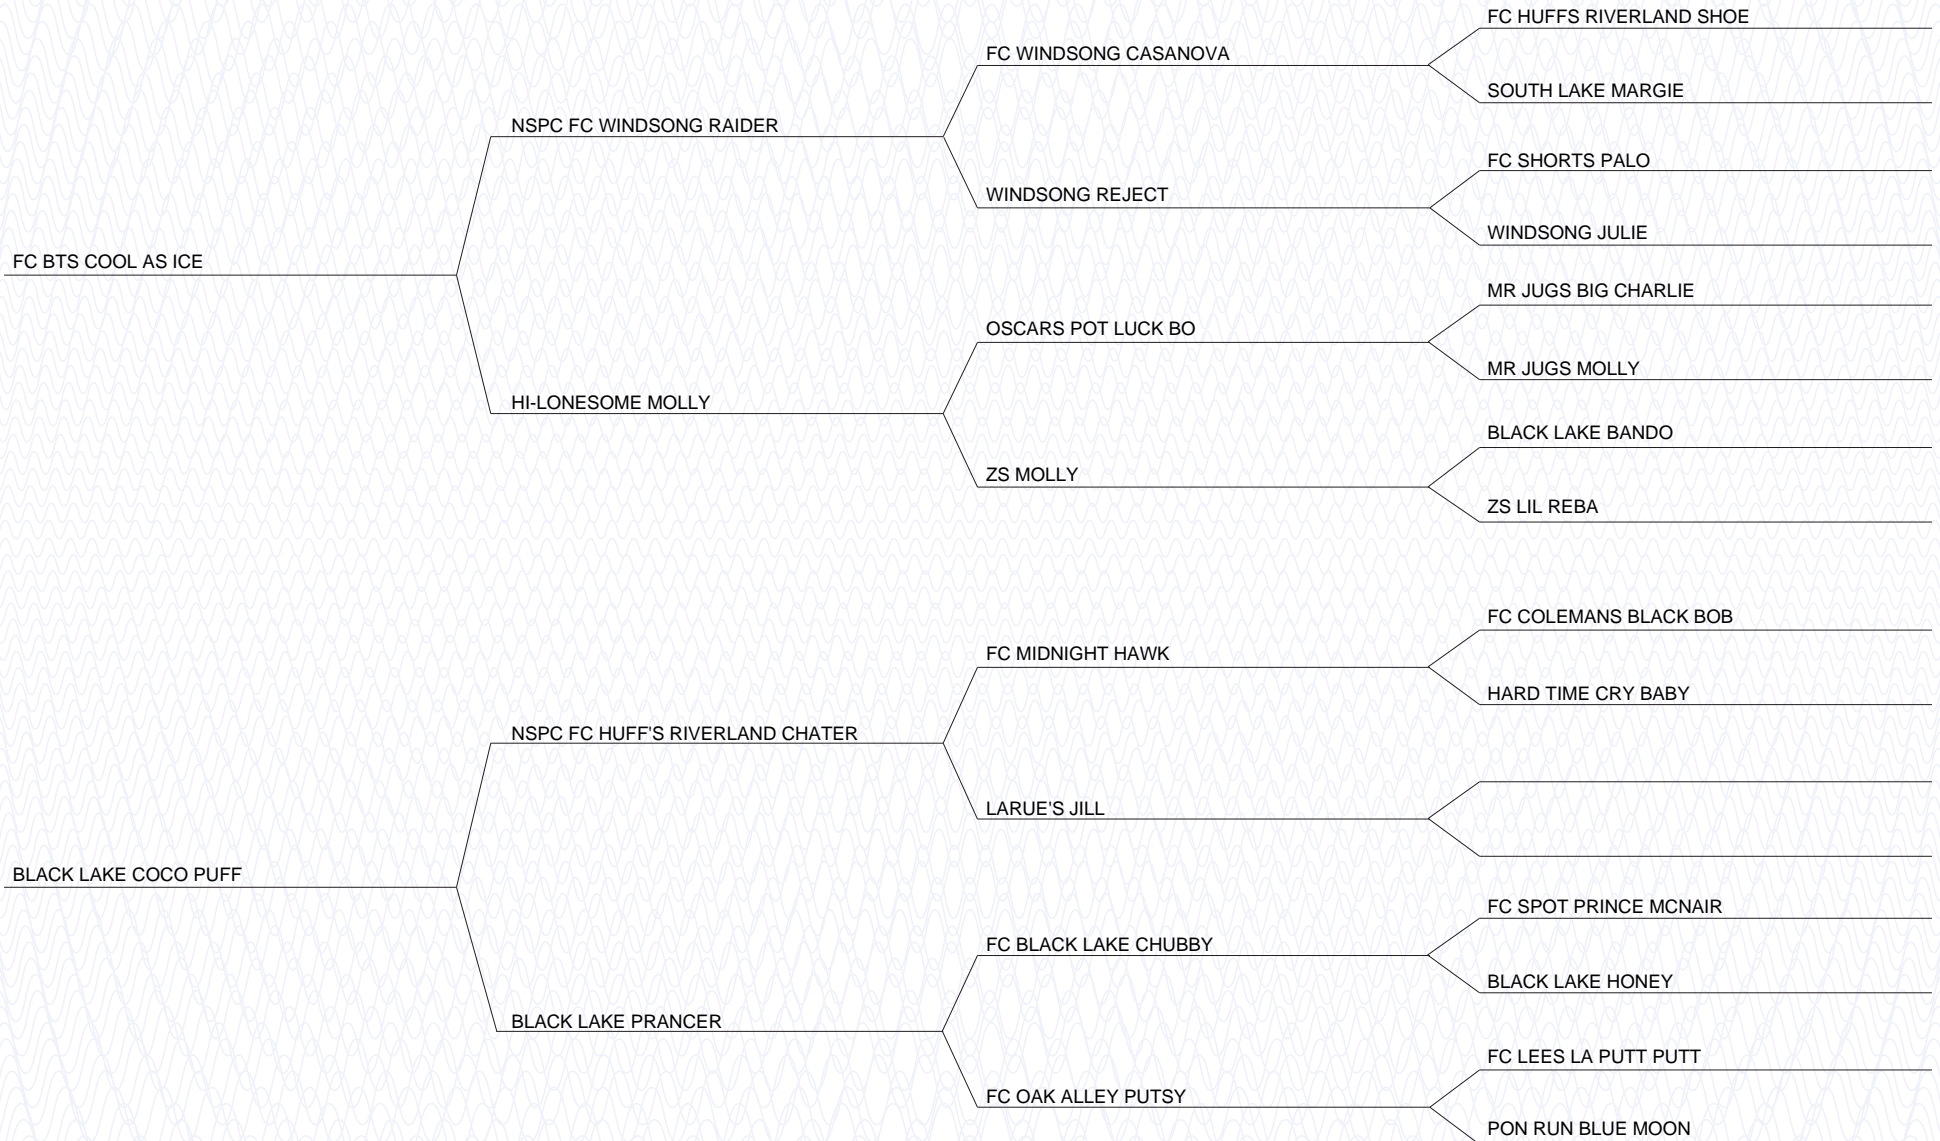 FC HUFFS RIVERLAND SHOE
FC WINDSONG CASANOVA
SOUTH LAKE MARGIE
NSPC FC WINDSONG RAIDER
FC SHORTS PALO
WINDSONG REJECT
WINDSONG JULIE
FC BTS COOL AS ICE
MR JUGS BIG CHARLIE
OSCARS POT LUCK BO
MR JUGS MOLLY
HI-LONESOME MOLLY
BLACK LAKE BANDO
ZS MOLLY
ZS LIL REBA
FC COLEMANS BLACK BOB
FC MIDNIGHT HAWK
HARD TIME CRY BABY
NSPC FC HUFF'S RIVERLAND CHATER
LARUE'S JILL
BLACK LAKE COCO PUFF
FC SPOT PRINCE MCNAIR
FC BLACK LAKE CHUBBY
BLACK LAKE HONEY
BLACK LAKE PRANCER
FC LEES LA PUTT PUTT
FC OAK ALLEY PUTSY
PON RUN BLUE MOON